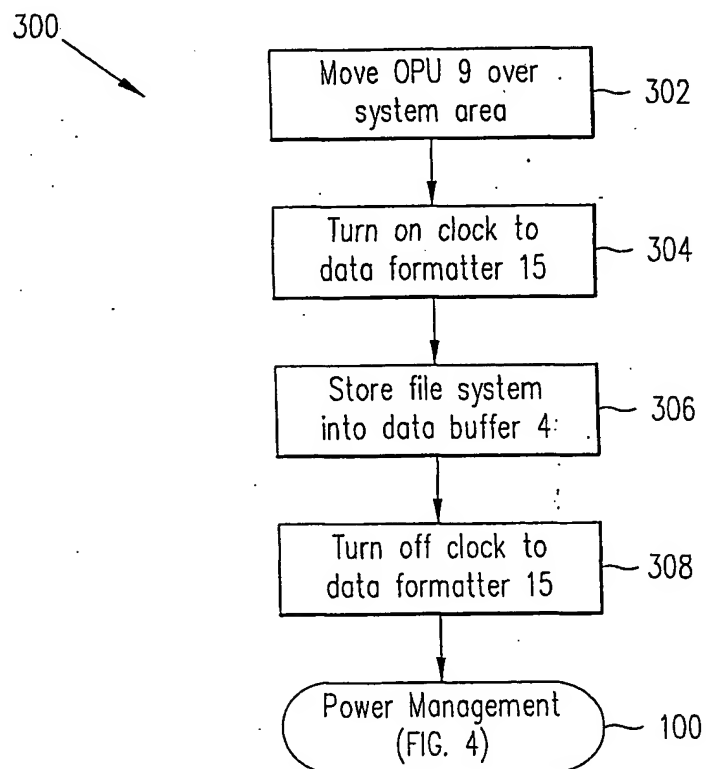 300
Move OPU 9 over
system area
302
Turn on clock to
data formatter 15
304
Store file system
into data buffer 4
306
Turn off clock to
data formatter 15
308
Power Management
(FIG. 4)
100